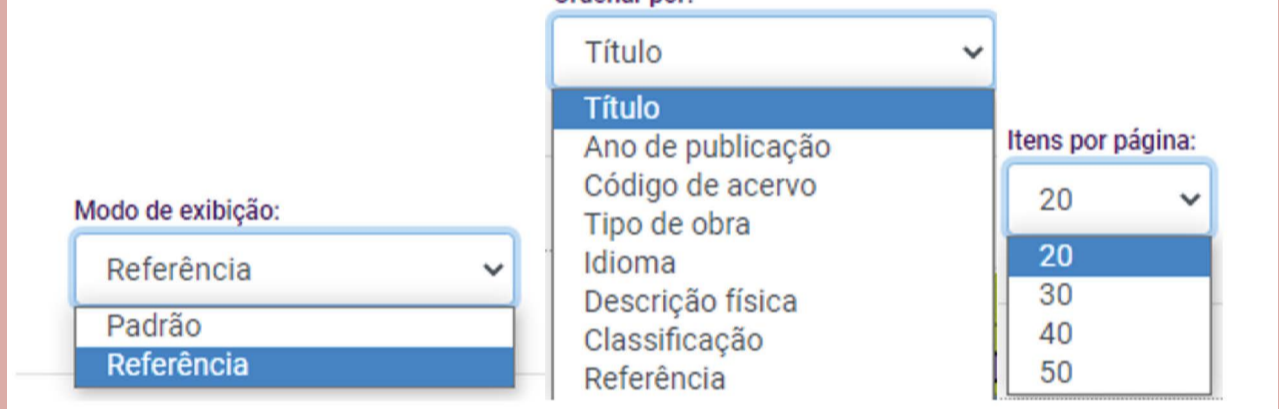 Modo de exibição:
Referência
Padrão
Referência
Título
Título
Ano de publicação
Código de acervo
Tipo de obra
Idioma
Descrição física
Classificação
Referência
Itens por página:
20
20
30
40
50